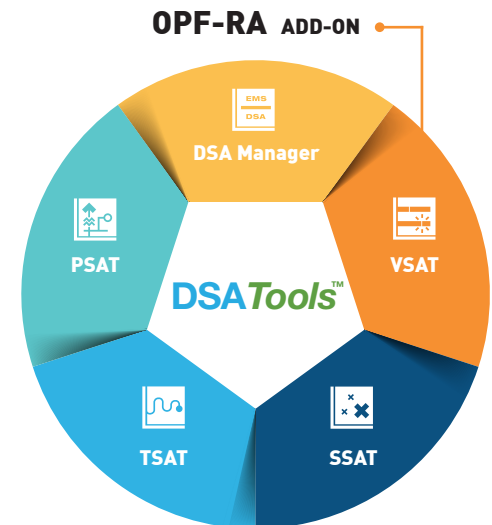 OPF-RA ADD-ON
EMS
DSA
DSA Manager
PSAT
VSAT
DSATools™
TSAT
SSAT